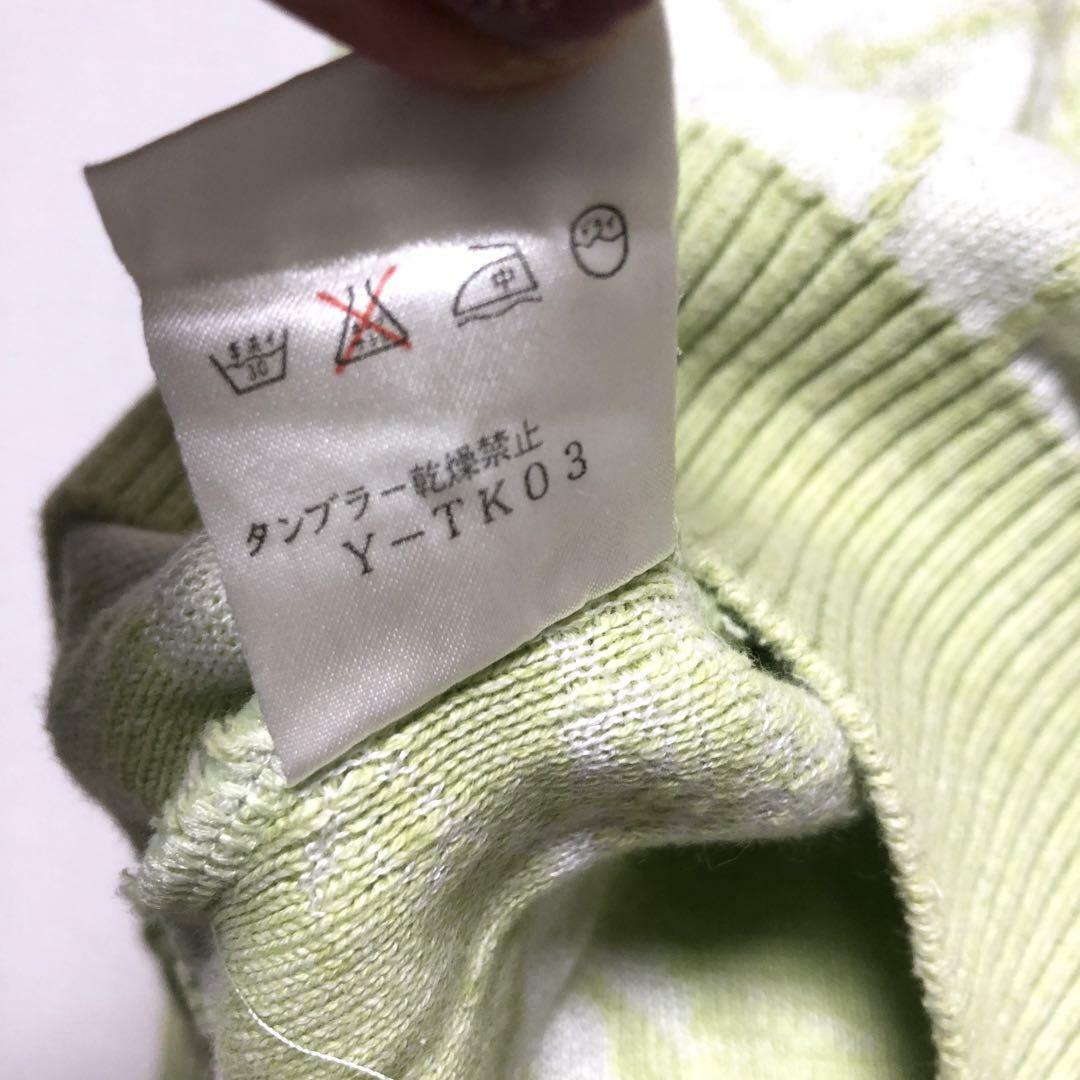 手洗イ
30
中
ドライ
タンブラー乾燥禁止
Y-TK03